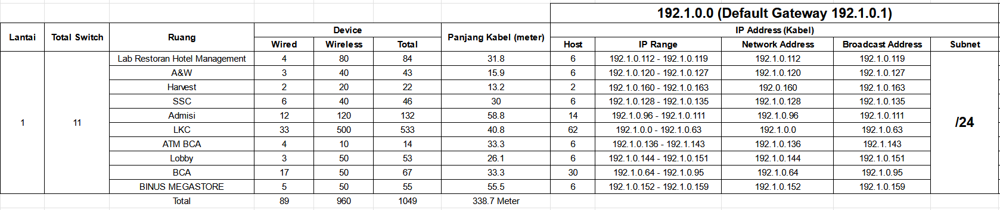 192.1.0.0 (Default Gateway 192.1.0.1)
Lantai Total Switch Ruang Device Panjang Kabel (meter) IP Address (Kabel)
Wired Wireless Total Host IP Range Network Address Broadcast Address Subnet
Lab Restoran Hotel Management 4 80 84 31.8 6 192.1.0.112 - 192.1.0.119 192.1.0.112 192.1.0.119
A&W 3 40 43 15.9 6 192.1.0.120 - 192.1.0.127 192.1.0.120 192.1.0.127
Harvest 2 20 22 13.2 2 192.1.0.160 - 192.1.0.163 192.0.160 192.1.0.163
SSC 6 40 46 30 6 192.1.0.128 - 192.1.0.135 192.1.0.128 192.1.0.135
Admisi 12 120 132 58.8 14 192.1.0.96 - 192.1.0.111 192.1.0.96 192.1.0.111
1 11 LKC 33 500 533 40.8 62 192.1.0.0 - 192.1.0.63 192.1.0.0 192.1.0.63 /24
ATM BCA 4 10 14 33.3 6 192.1.0.136 - 192.1.143 192.1.0.136 192.1.143
Lobby 3 50 53 26.1 6 192.1.0.144 - 192.1.0.151 192.1.0.144 192.1.0.151
BCA 17 50 67 33.3 30 192.1.0.64 - 192.1.0.95 192.1.0.64 192.1.0.95
BINUS MEGASTORE 5 50 55 55.5 6 192.1.0.152 - 192.1.0.159 192.1.0.152 192.1.0.159
Total 89 960 1049 338.7 Meter